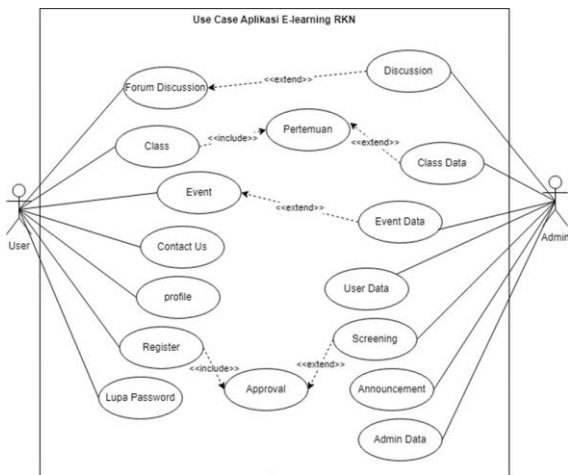 Use Case Aplikasi E-learning RKN
Forum Discussion
<<extend>>
Discussion
Class
<<include>>
Pertemuan
<<extend>>
Class Data
Event
<<extend>>
Event Data
User
Admin
Contact Us
User Data
profile
Register
<<include>>
Approval
<<extend>>
Screening
Lupa Password
Announcement
Admin Data